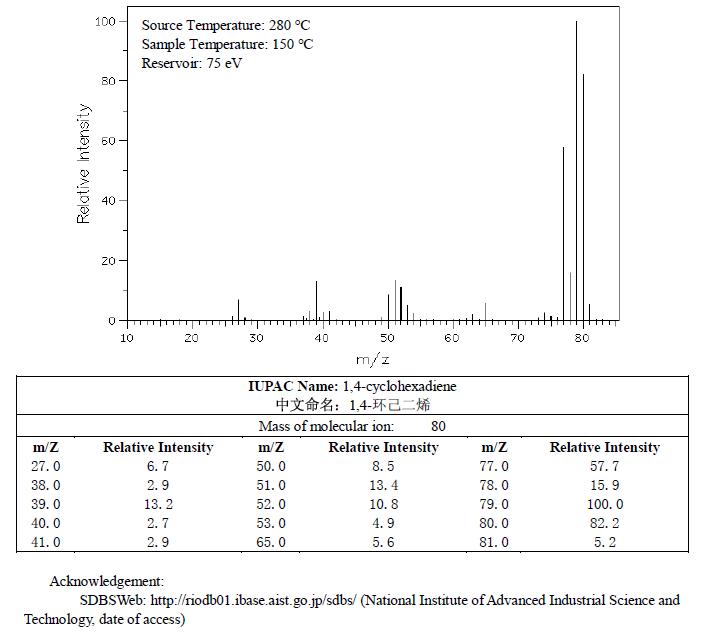 Source Temperature: 280 °C
Sample Temperature: 150 °C
Reservoir: 75 eV
Relative Intensity
100
80
60
40
20
0
10 20 30 40 50 60 70 80
m/z
IUPAC Name: 1,4-cyclohexadiene
中文命名：1,4-环己二烯
Mass of molecular ion: 80
m/Z Relative Intensity m/Z Relative Intensity m/Z Relative Intensity
27.0 6.7 50.0 8.5 77.0 57.7
38.0 2.9 51.0 13.4 78.0 15.9
39.0 13.2 52.0 10.8 79.0 100.0
40.0 2.7 53.0 4.9 80.0 82.2
41.0 2.9 65.0 5.6 81.0 5.2
Acknowledgement:
SDBSWeb: http://riodb01.ibase.aist.go.jp/sdbs/ (National Institute of Advanced Industrial Science and
Technology, date of access)